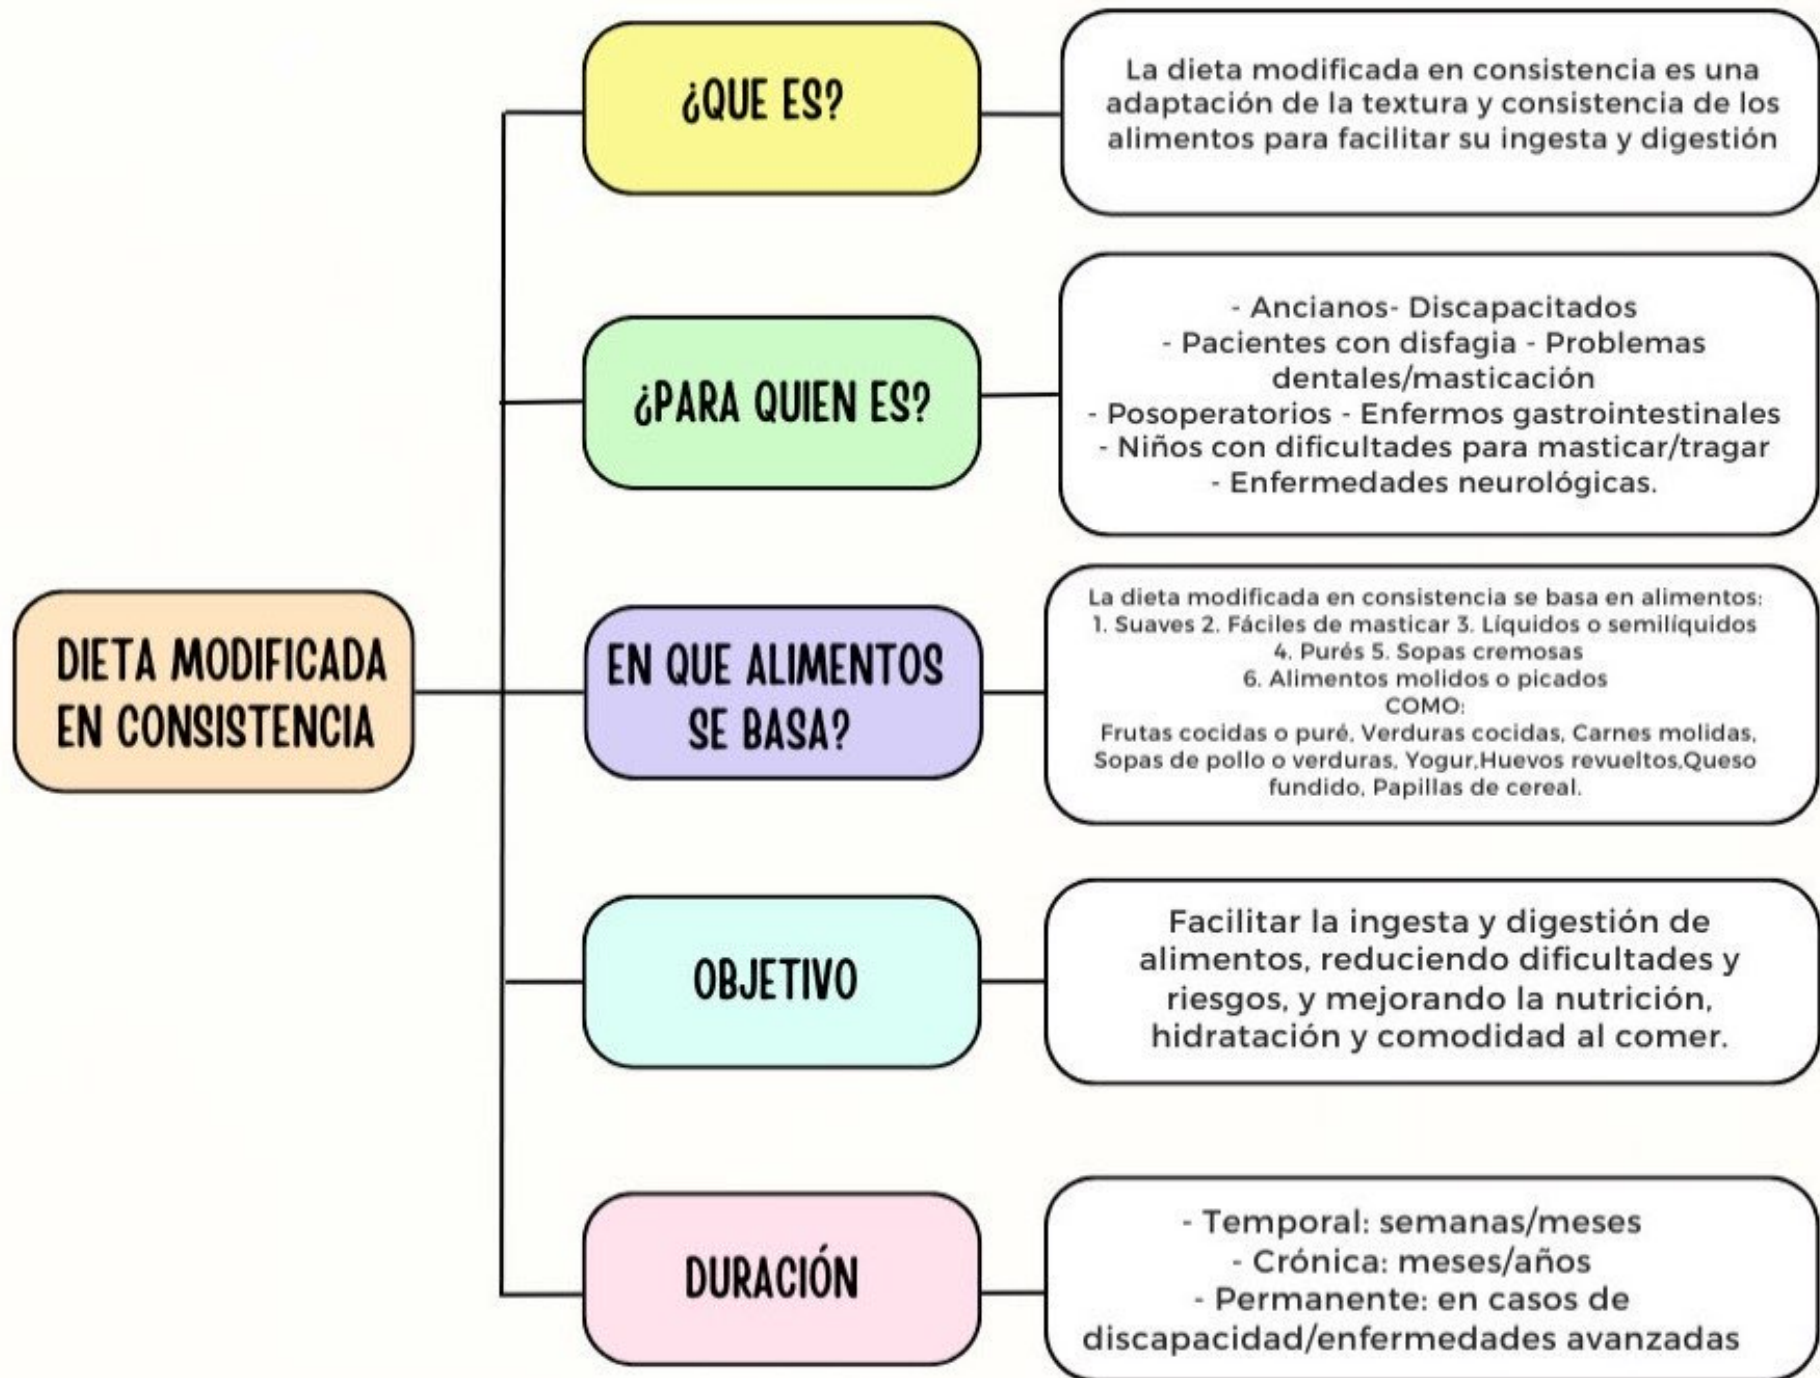 ¿QUE ES?
La dieta modificada en consistencia es una
adaptación de la textura y consistencia de los
alimentos para facilitar su ingesta y digestión
¿PARA QUIEN ES?
- Ancianos- Discapacitados
- Pacientes con disfagia - Problemas
dentales/masticación
- Posoperatorios - Enfermos gastrointestinales
- Niños con dificultades para masticar/tragar
- Enfermedades neurológicas.
DIETA MODIFICADA
EN CONSISTENCIA
EN QUE ALIMENTOS
SE BASA?
La dieta modificada en consistencia se basa en alimentos:
1. Suaves 2. Fáciles de masticar 3. Líquidos o semilíquidos
4. Purés 5. Sopas cremosas
6. Alimentos molidos o picados
COMO:
Frutas cocidas o puré, Verduras cocidas, Carnes molidas,
Sopas de pollo o verduras, Yogur,Huevos revueltos,Queso
fundido, Papillas de cereal.
OBJETIVO
Facilitar la ingesta y digestión de
alimentos, reduciendo dificultades y
riesgos, y mejorando la nutrición,
hidratación y comodidad al comer.
DURACIÓN
- Temporal: semanas/meses
- Crónica: meses/años
- Permanente: en casos de
discapacidad/enfermedades avanzadas